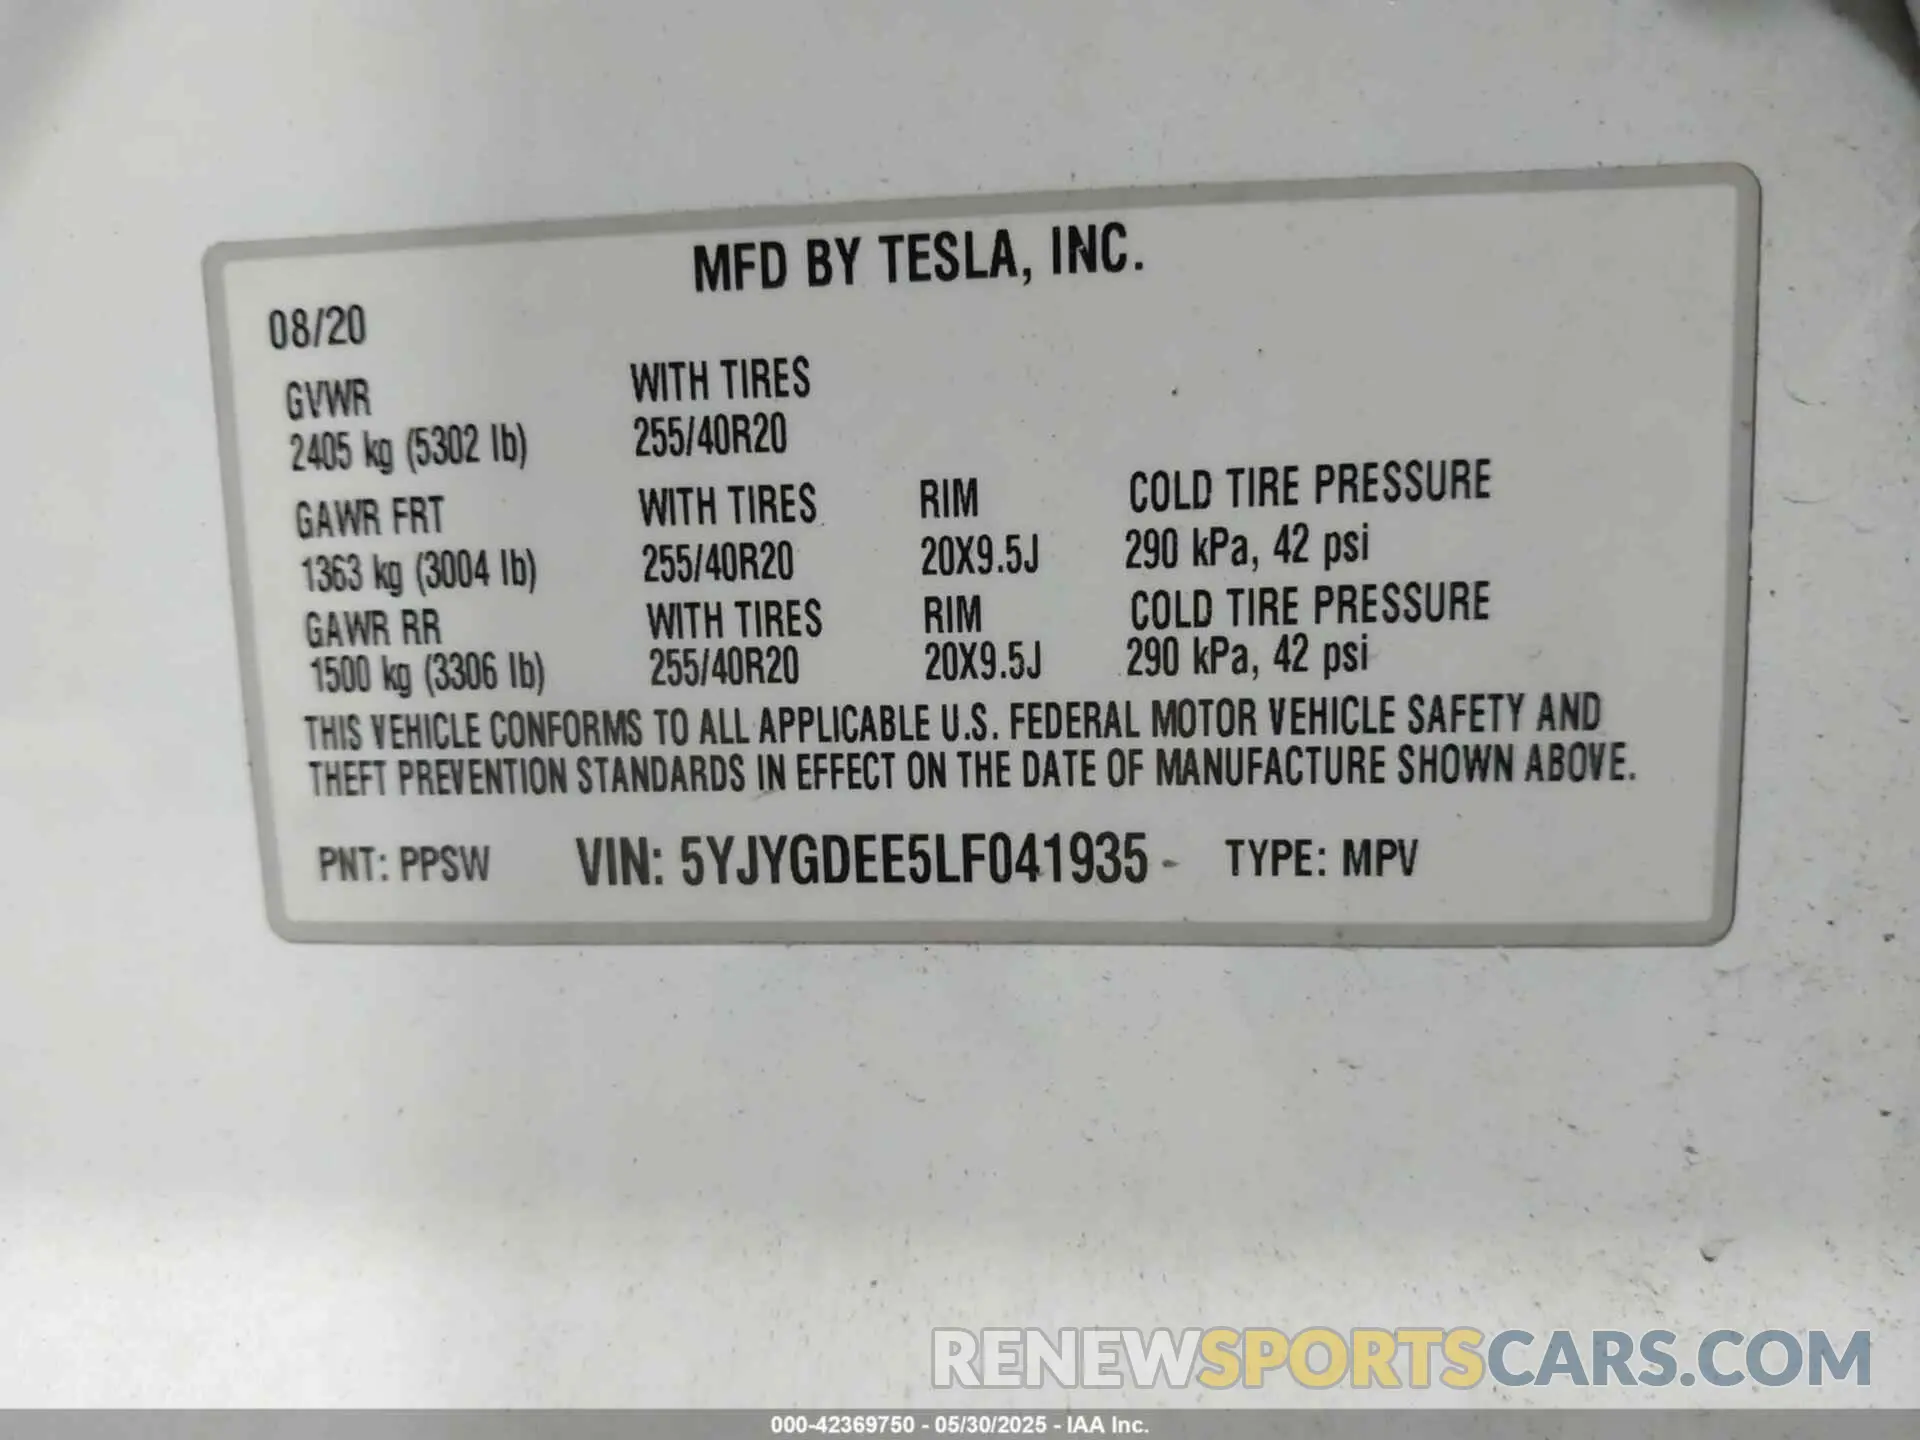 MFD BY TESLA, INC.
08/20
GVWR WITH TIRES
2405 kg (5302 lb) 255/40R20
GAWR FRT WITH TIRES RIM COLD TIRE PRESSURE
1363 kg (3004 lb) 255/40R20 20X9.5J 290 kPa, 42 psi
GAWR RR WITH TIRES RIM COLD TIRE PRESSURE
1500 kg (3306 lb) 255/40R20 20X9.5J 290 kPa, 42 psi
THIS VEHICLE CONFORMS TO ALL APPLICABLE U.S. FEDERAL MOTOR VEHICLE SAFETY AND
THEFT PREVENTION STANDARDS IN EFFECT ON THE DATE OF MANUFACTURE SHOWN ABOVE.
PNT: PPSW VIN: 5YJYGDEE5LF041935 TYPE: MPV
RENEWSPORTSCARS.COM
000-42369750 - 05/30/2025 - IAA Inc.